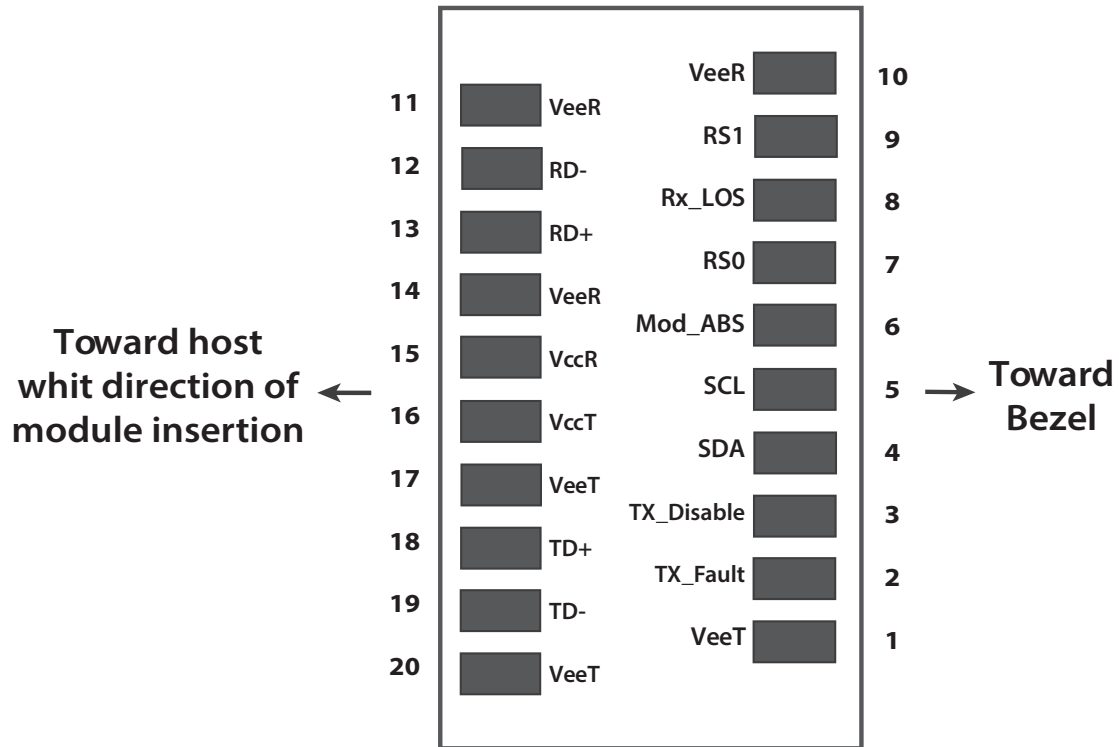 VeeR 10
11 VeeR
RS1 9
12 RD-
Rx_LOS 8
13 RD+
RS0 7
14 VeeR
Mod_ABS 6
15 VccR
SCL 5
16 VccT
SDA 4
17 VeeT
TX_Disable 3
18 TD+
TX_Fault 2
19 TD-
VeeT 1
20 VeeT
Toward host
whit direction of
module insertion
Toward
Bezel